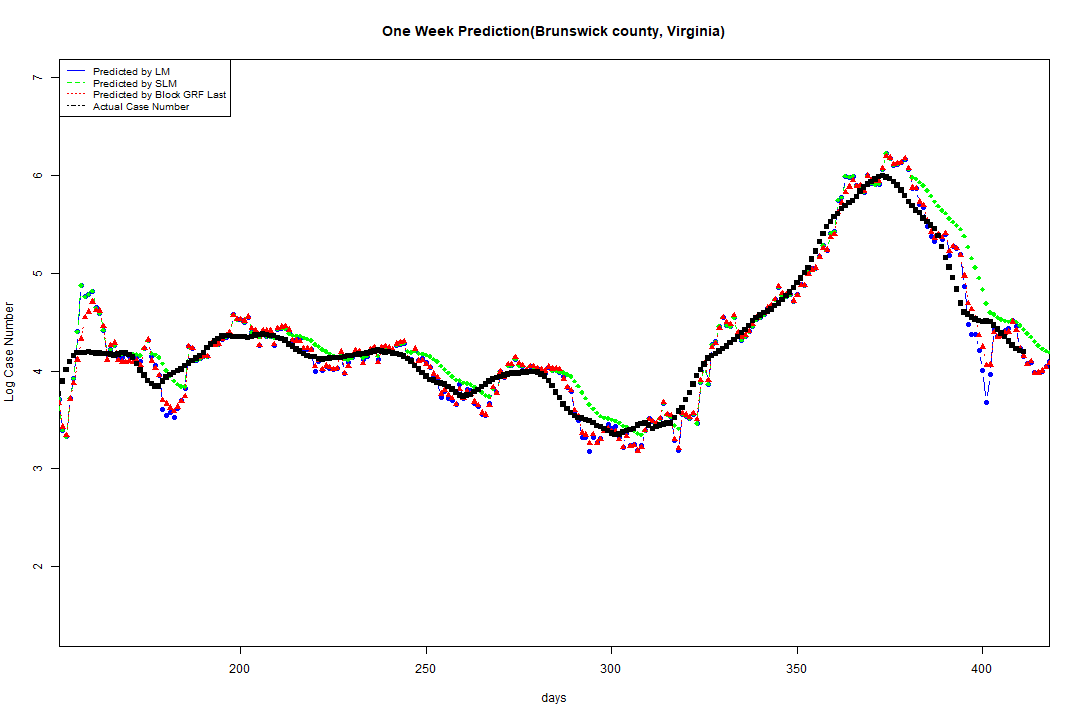 One Week Prediction(Brunswick county, Virginia)
Predicted by LM
Predicted by SLM
Predicted by Block GRF Last
Actual Case Number
Log Case Number
7
6
5
4
3
2
200
250
300
350
400
days